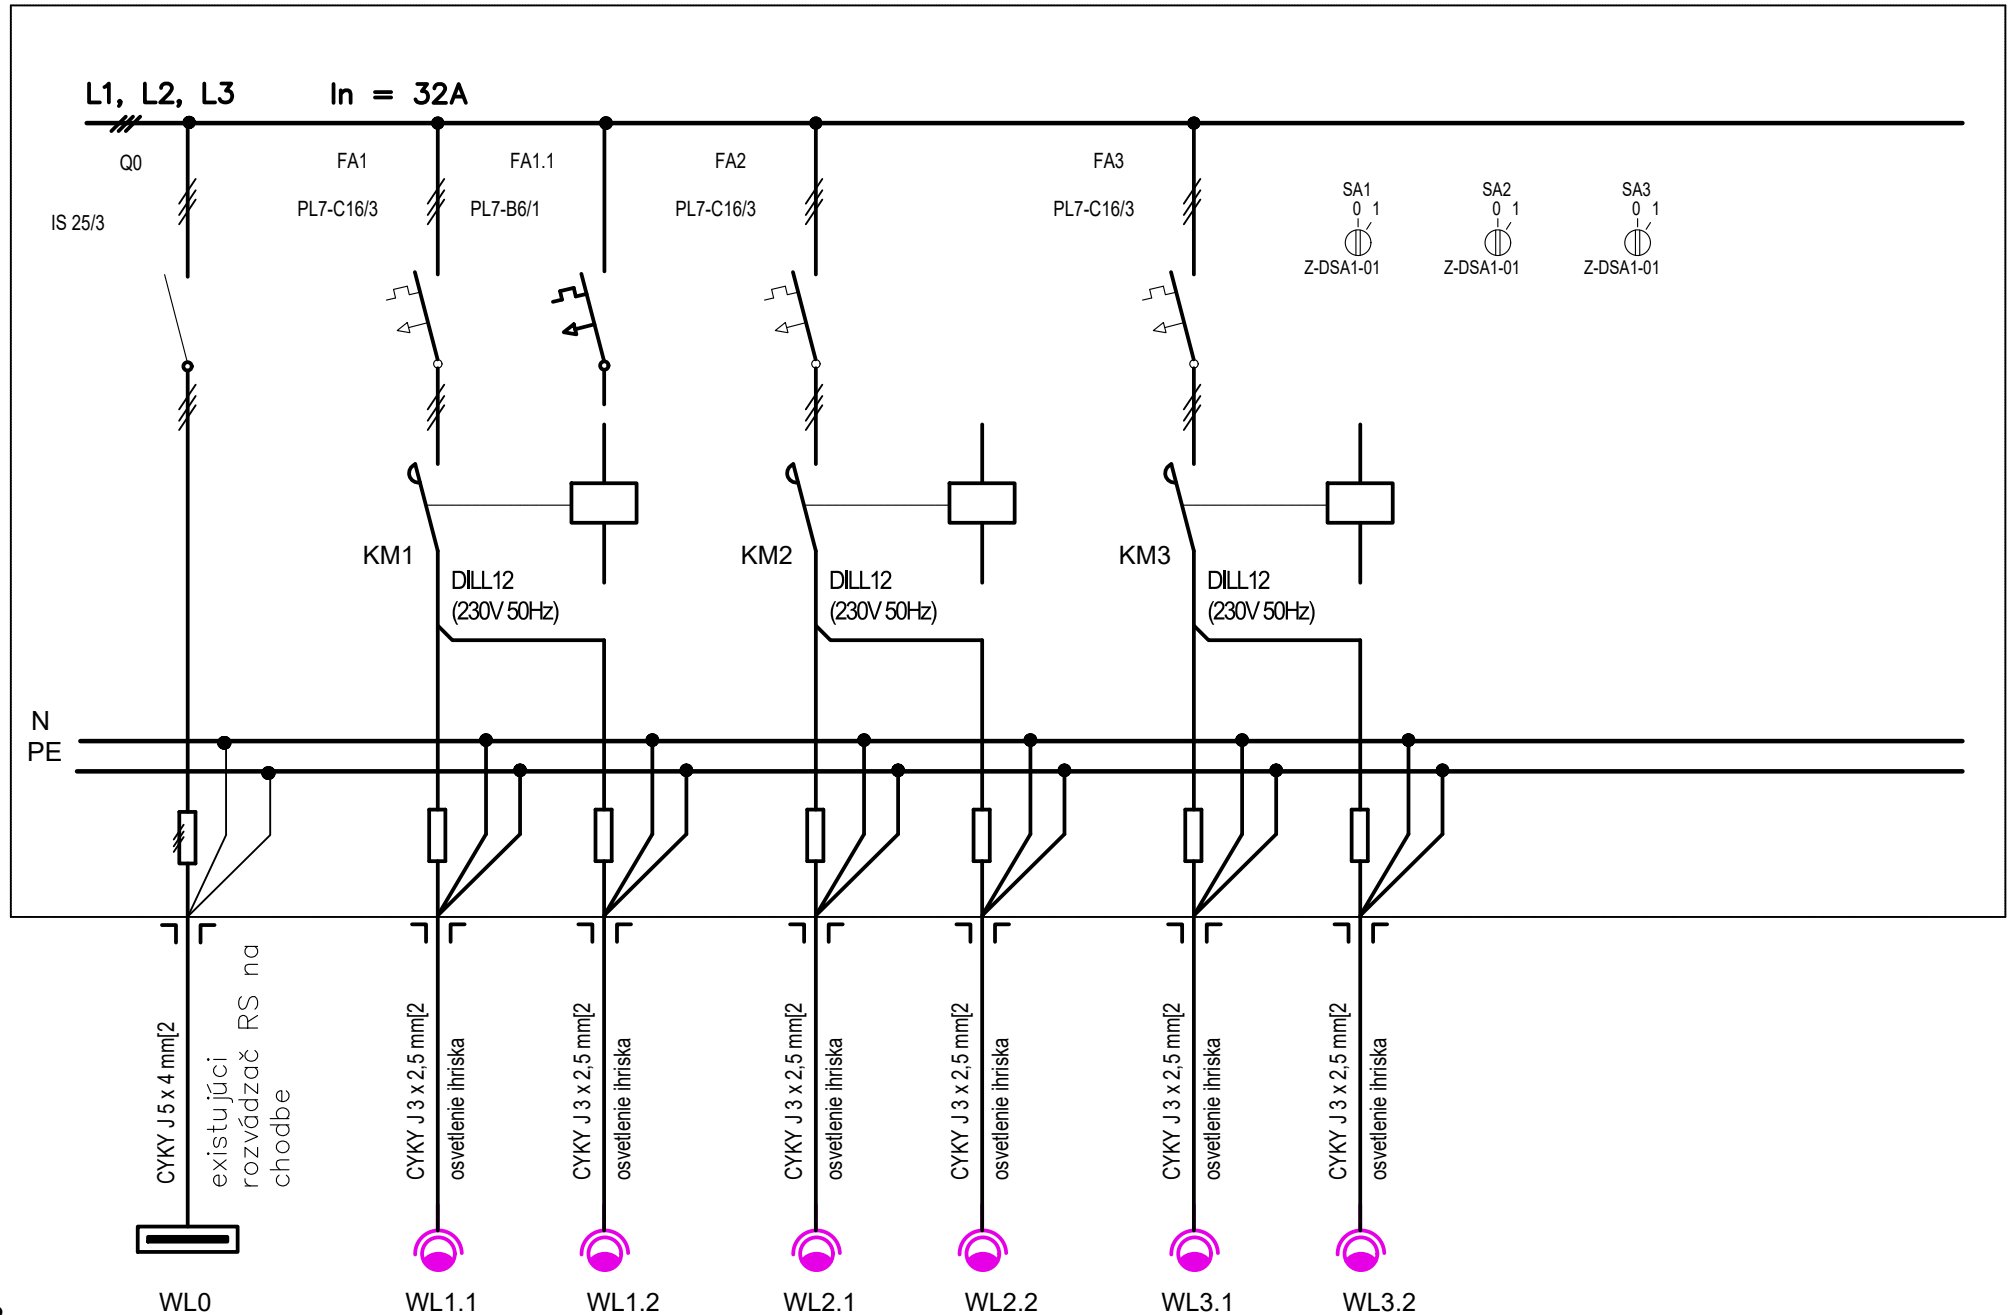 L1, L2, L3 In = 32A
Q0 FA1 FA1.1 FA2 FA3
IS 25/3 PL7-C16/3 PL7-B6/1 PL7-C16/3 PL7-C16/3
SA1 SA2 SA3
0 1 0 1 0 1
Z-DSA1-01 Z-DSA1-01 Z-DSA1-01
KM1 KM2 KM3
DILL12 DILL12 DILL12
(230V 50Hz) (230V 50Hz) (230V 50Hz)
N
PE
CYKY J 5 x 4 mm[2
existujúci
rozvádzač RS na
chodbe
CYKY J 3 x 2,5 mm[2
osvetlenie ihriska
CYKY J 3 x 2,5 mm[2
osvetlenie ihriska
CYKY J 3 x 2,5 mm[2
osvetlenie ihriska
CYKY J 3 x 2,5 mm[2
osvetlenie ihriska
CYKY J 3 x 2,5 mm[2
osvetlenie ihriska
CYKY J 3 x 2,5 mm[2
osvetlenie ihriska
WL0 WL1.1 WL1.2 WL2.1 WL2.2 WL3.1 WL3.2